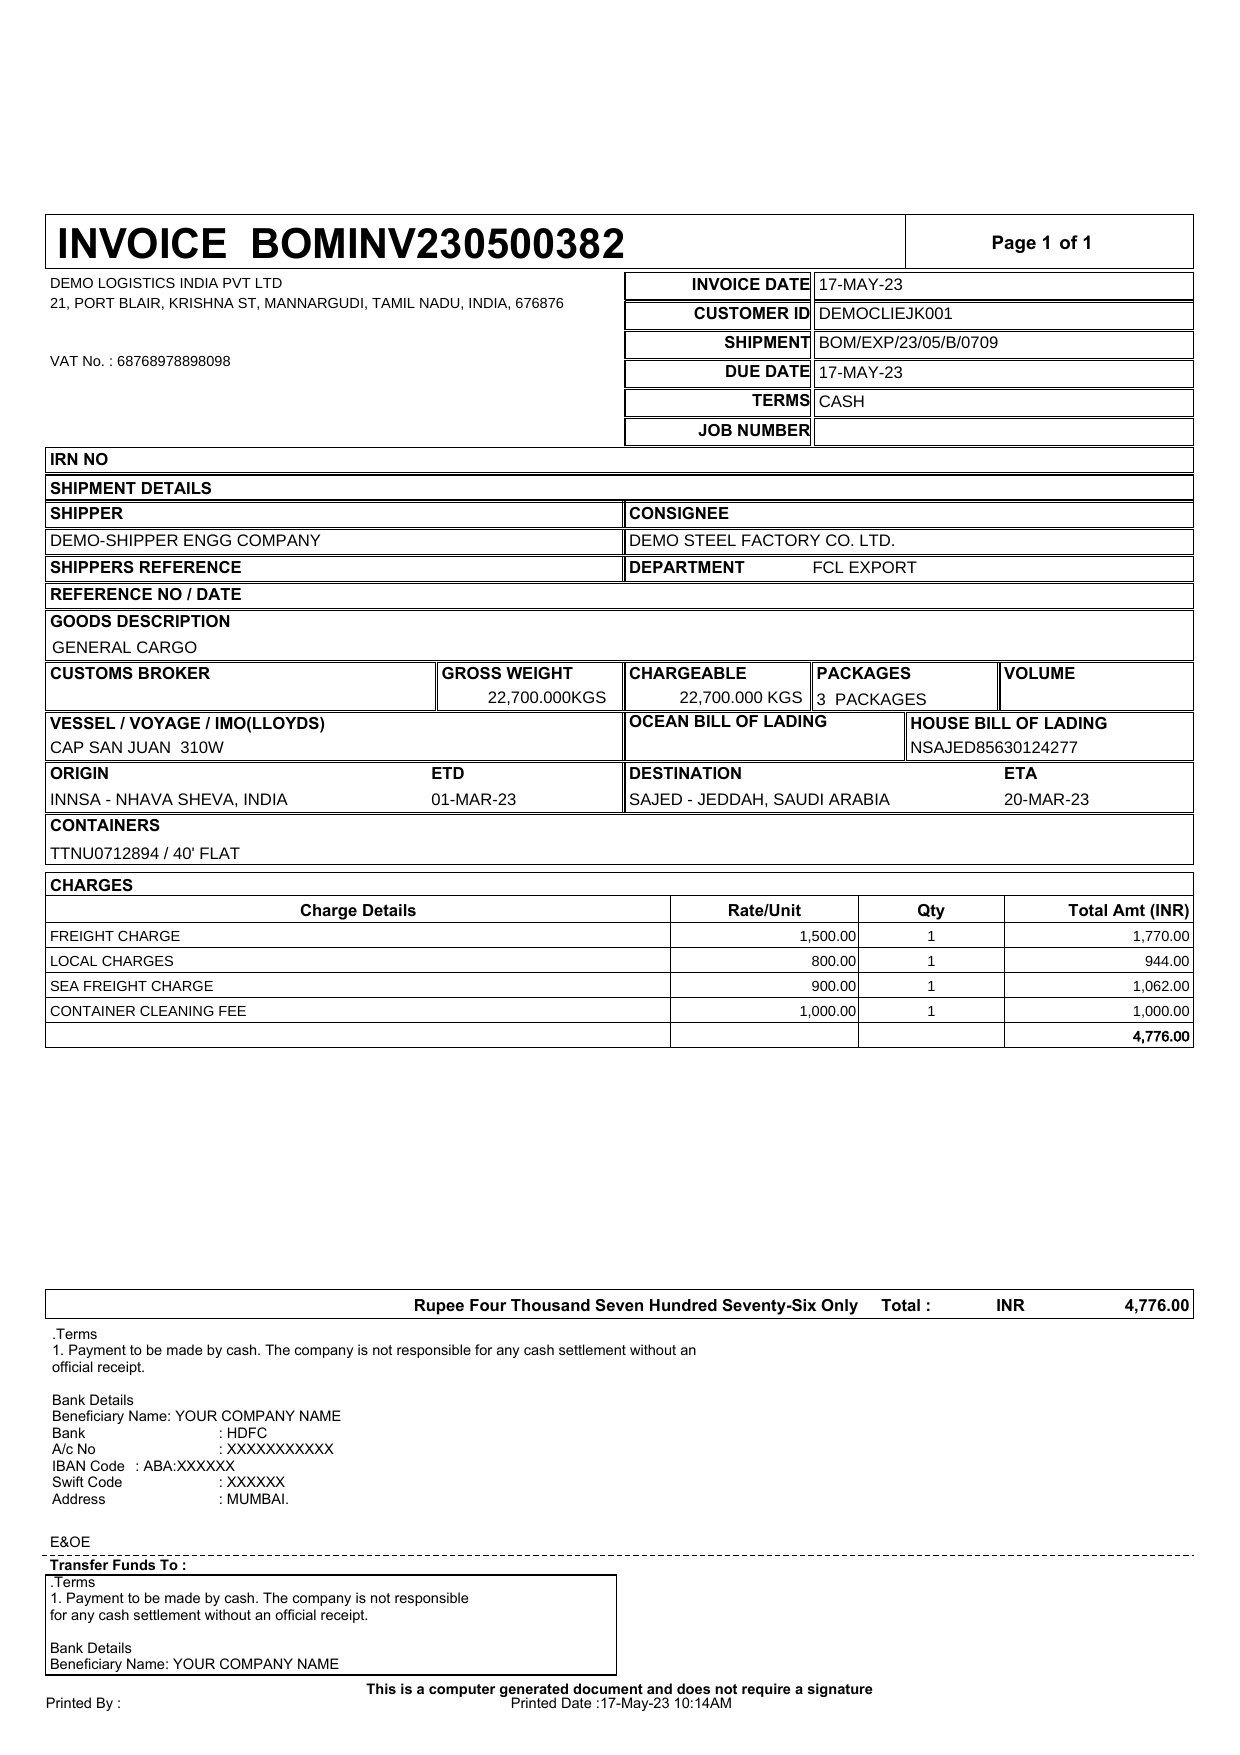 INVOICE BOMINV230500382
Page 1 of 1
DEMO LOGISTICS INDIA PVT LTD
21, PORT BLAIR, KRISHNA ST, MANNARGUDI, TAMIL NADU, INDIA, 676876
VAT No. : 68768978898098
INVOICE DATE 17-MAY-23
CUSTOMER ID DEMOCLIEJK001
SHIPMENT BOM/EXP/23/05/B/0709
DUE DATE 17-MAY-23
TERMS CASH
JOB NUMBER
IRN NO
SHIPMENT DETAILS
SHIPPER CONSIGNEE
DEMO-SHIPPER ENGG COMPANY DEMO STEEL FACTORY CO. LTD.
SHIPPERS REFERENCE DEPARTMENT FCL EXPORT
REFERENCE NO / DATE
GOODS DESCRIPTION
GENERAL CARGO
CUSTOMS BROKER GROSS WEIGHT CHARGEABLE PACKAGES VOLUME
22,700.000KGS 22,700.000 KGS 3 PACKAGES
VESSEL / VOYAGE / IMO(LLOYDS) OCEAN BILL OF LADING HOUSE BILL OF LADING
CAP SAN JUAN 310W NSAJED85630124277
ORIGIN ETD DESTINATION ETA
INNSA - NHAVA SHEVA, INDIA 01-MAR-23 SAJED - JEDDAH, SAUDI ARABIA 20-MAR-23
CONTAINERS
TTNU0712894 / 40' FLAT
CHARGES
Charge Details Rate/Unit Qty Total Amt (INR)
FREIGHT CHARGE 1,500.00 1 1,770.00
LOCAL CHARGES 800.00 1 944.00
SEA FREIGHT CHARGE 900.00 1 1,062.00
CONTAINER CLEANING FEE 1,000.00 1 1,000.00
4,776.00
Rupee Four Thousand Seven Hundred Seventy-Six Only Total : INR 4,776.00
.Terms
1. Payment to be made by cash. The company is not responsible for any cash settlement without an
official receipt.
Bank Details
Beneficiary Name: YOUR COMPANY NAME
Bank : HDFC
A/c No : XXXXXXXXXXX
IBAN Code : ABA:XXXXXX
Swift Code : XXXXXX
Address : MUMBAI.
E&OE
Transfer Funds To :
.Terms
1. Payment to be made by cash. The company is not responsible
for any cash settlement without an official receipt.
Bank Details
Beneficiary Name: YOUR COMPANY NAME
This is a computer generated document and does not require a signature
Printed By : Printed Date :17-May-23 10:14AM